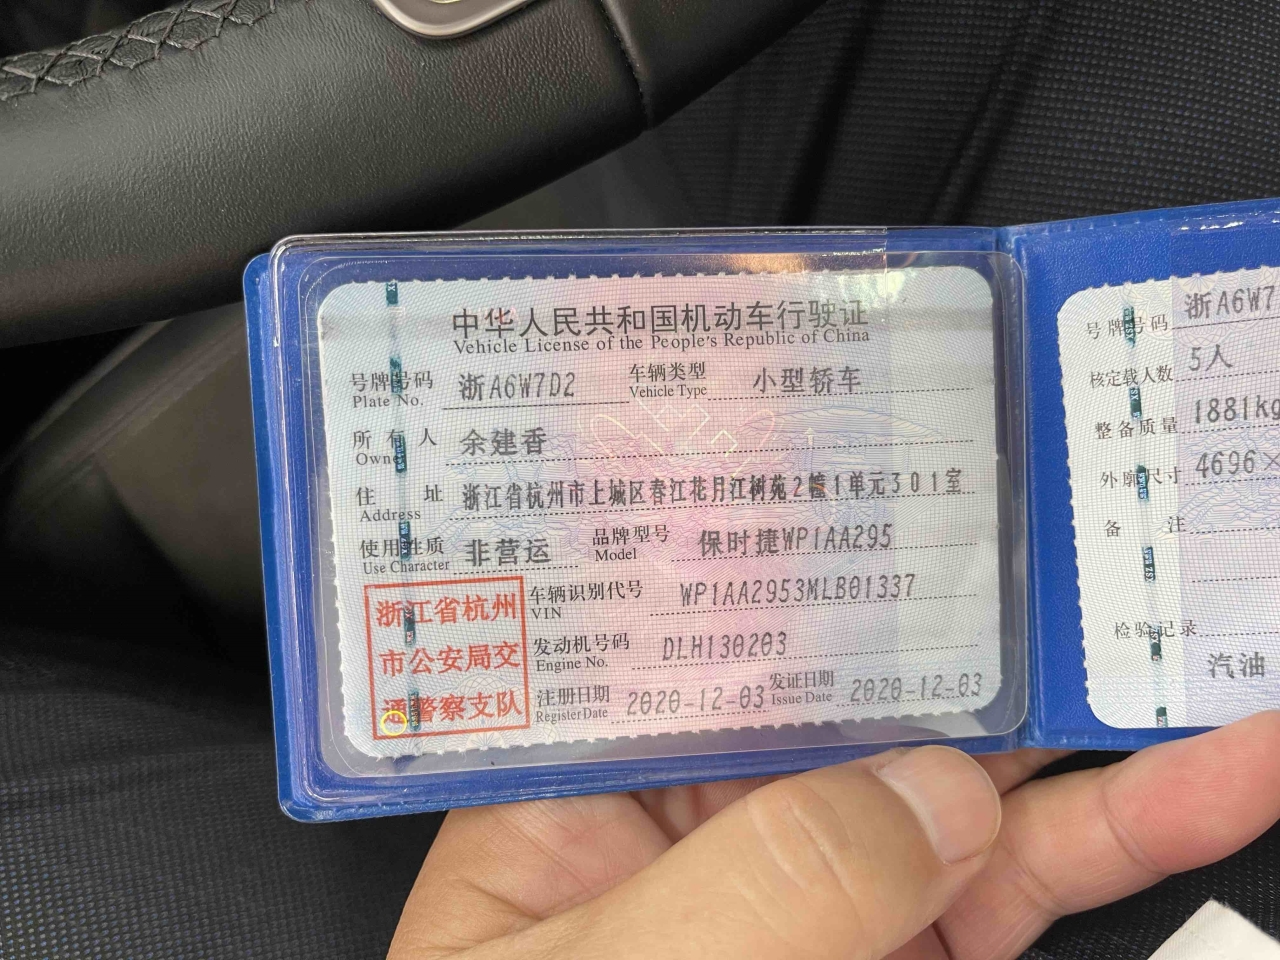 中华人民共和国机动车行驶证
Vehicle License of the People's Republic of China
号牌号码 浙A6W7D2 车辆类型 小型轿车
Plate No. Vehicle Type
所有人 余建香
Owner
住址 浙江省杭州市上城区春江花月江树苑2幢1单元301室
Address
使用性质 非营运 品牌型号 保时捷WP1AA295
Use Character Model
浙江省杭州
市公安局交
通警察支队
车辆识别代号 WP1AA2953MLB01337
VIN
发动机号码 DLH130203
Engine No.
注册日期 2020-12-03 发证日期 2020-12-03
Register Date Issue Date
号牌号码 浙A6W7
核定载人数 5人
整备质量 1881kg
外廓尺寸 4696×
备注
检验记录
汽油